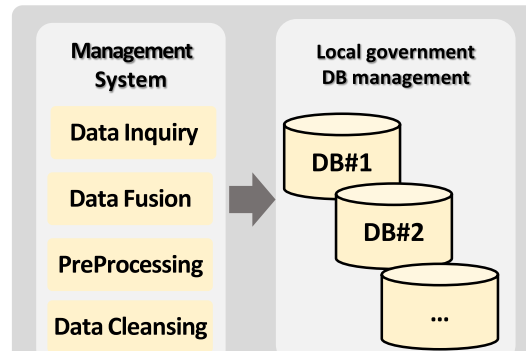 Management
System
Data Inquiry
Data Fusion
PreProcessing
Data Cleansing
Local government
DB management
DB#1
DB#2
...